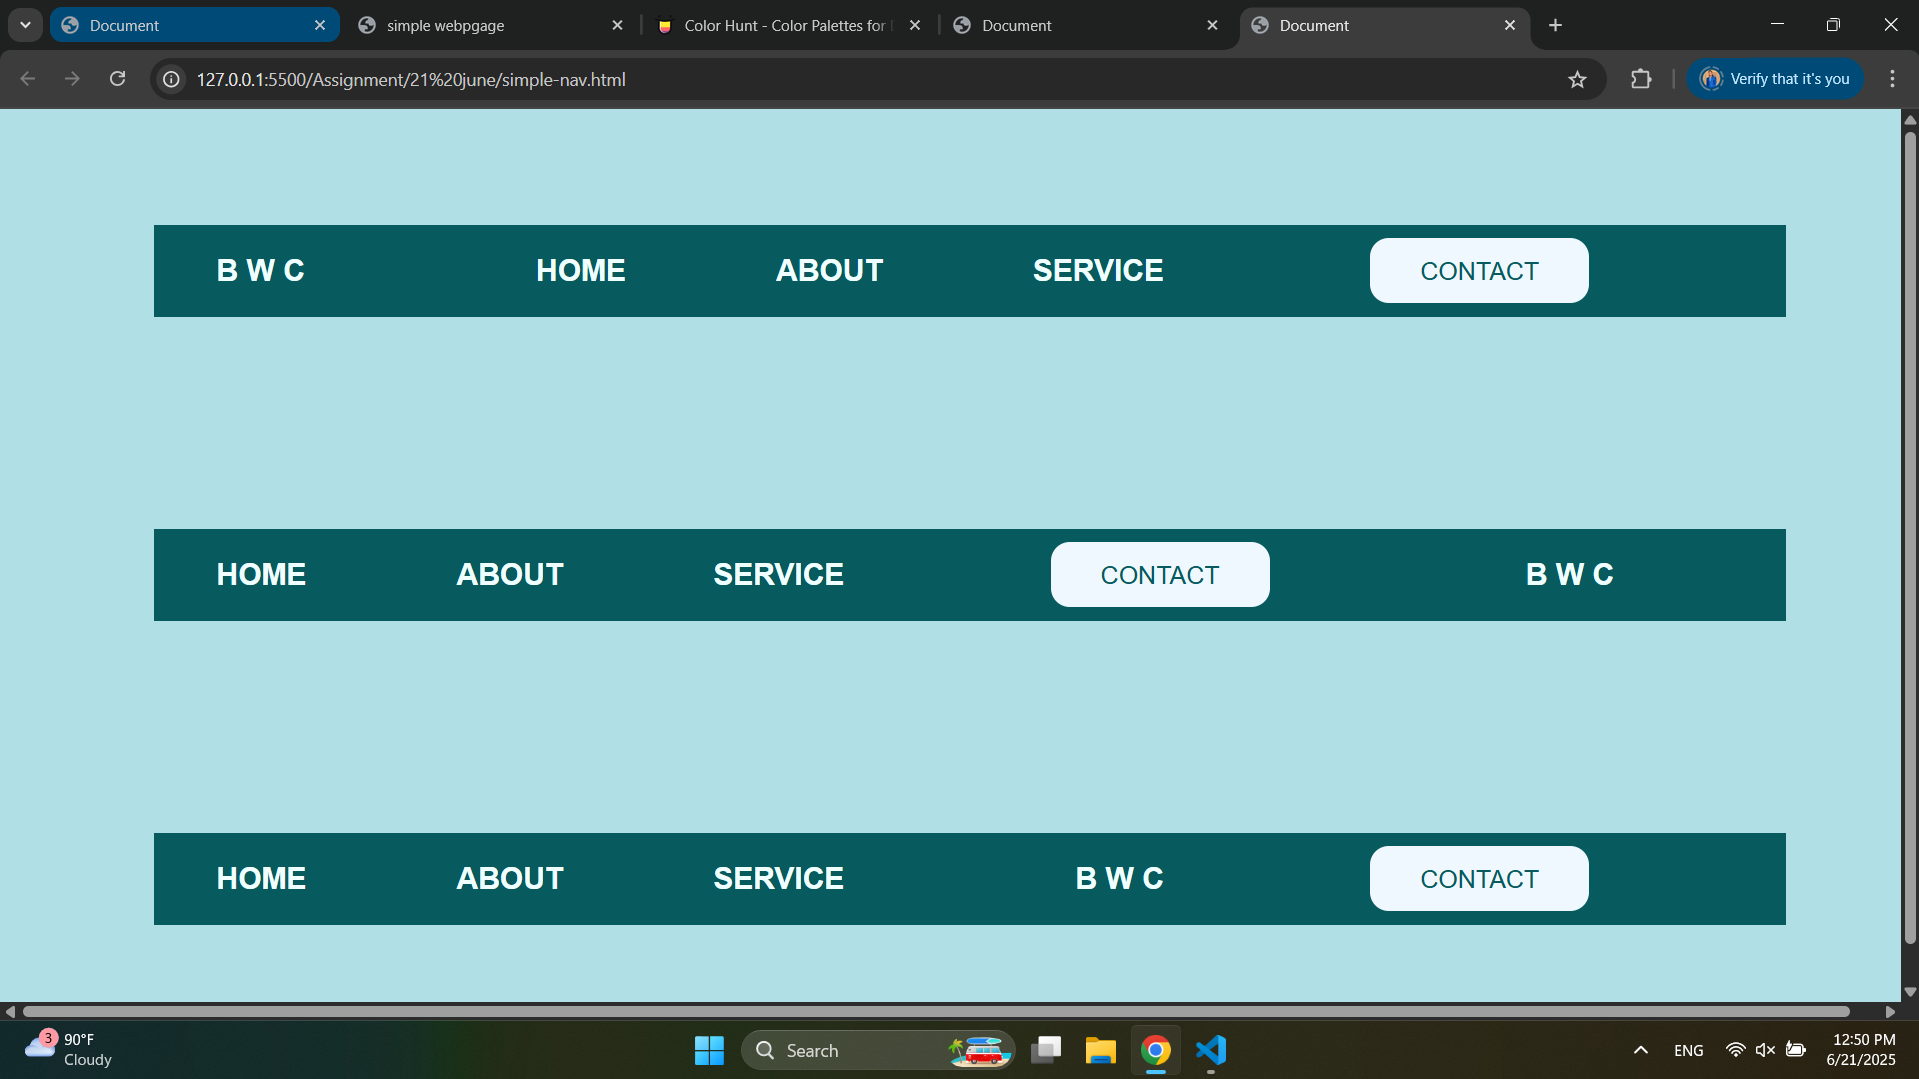 Document
simple webpgage
Color Hunt - Color Palettes for
Document
Document
127.0.0.1:5500/Assignment/21%20june/simple-nav.html
Verify that it's you
B W C HOME ABOUT SERVICE CONTACT
HOME ABOUT SERVICE CONTACT B W C
HOME ABOUT SERVICE B W C CONTACT
3
90°F
Cloudy
Search
ENG
12:50 PM
6/21/2025